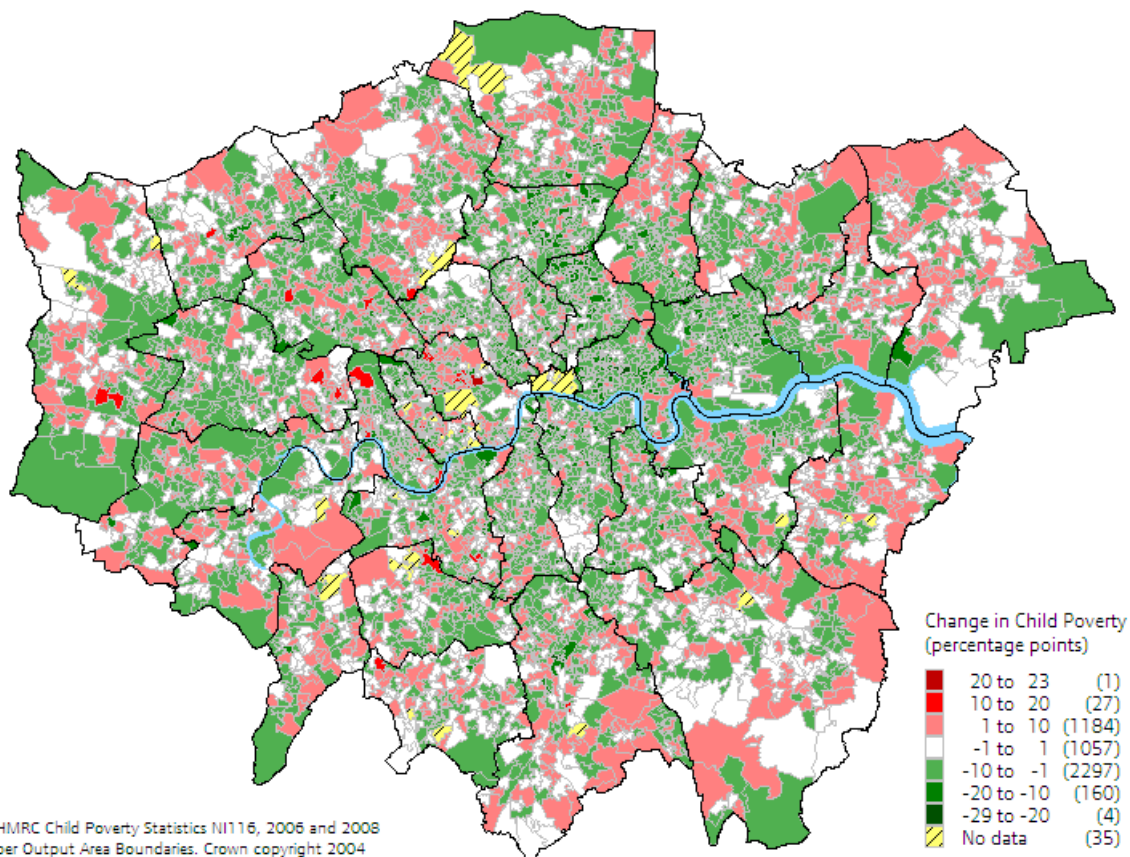 Change in Child Poverty
(percentage points)
20 to 23 (1)
10 to 20 (27)
1 to 10 (1184)
-1 to 1 (1057)
-10 to -1 (2297)
-20 to -10 (160)
-29 to -20 (4)
No data (35)
HMRC Child Poverty Statistics NI116, 2006 and 2008
per Output Area Boundaries. Crown copyright 2004